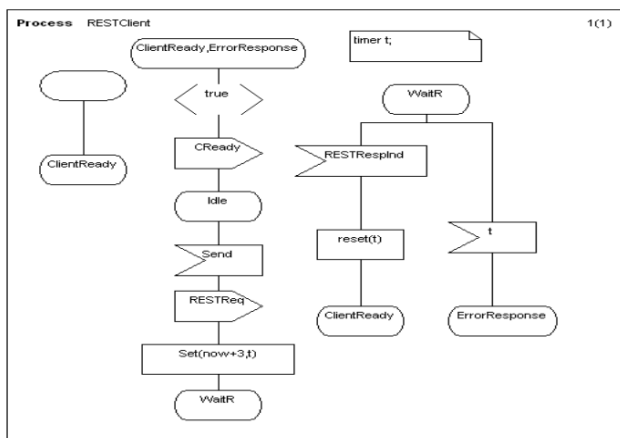 Process RESTClient 1(1)
ClientReady,ErrorResponse
timer t;
true
WaitR
CReady
RESTRespInd
ClientReady
Idle
t
reset(t)
Send
RESTReq
ClientReady
ErrorResponse
Set(now+3,t)
WaitR